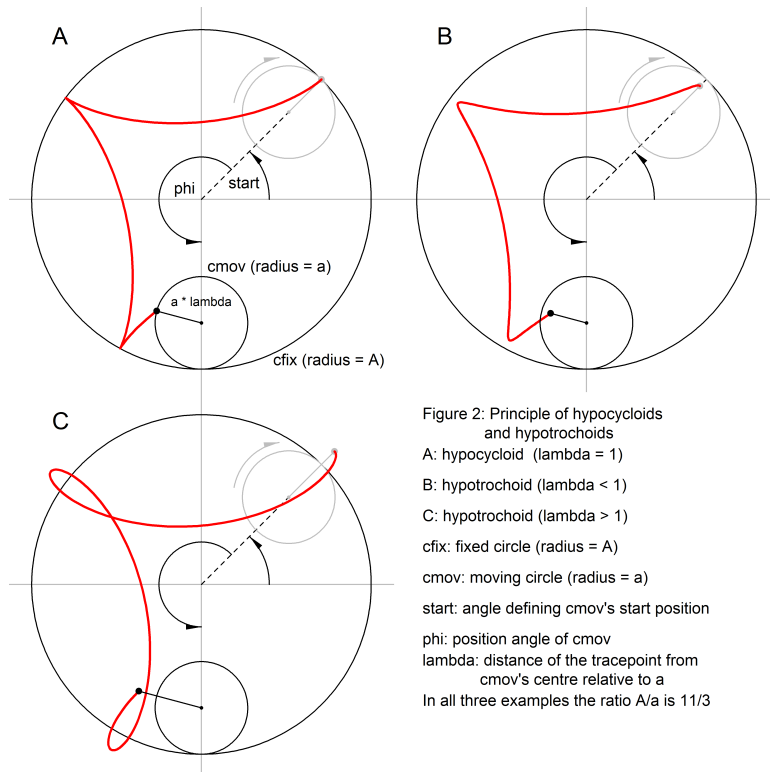 A
B
phi
start
cmov (radius = a)
a * lambda
cfix (radius = A)
C
Figure 2: Principle of hypocycloids
and hypotrochoids
A: hypocycloid (lambda = 1)
B: hypotrochoid (lambda < 1)
C: hypotrochoid (lambda > 1)
cfix: fixed circle (radius = A)
cmov: moving circle (radius = a)
start: angle defining cmov's start position
phi: position angle of cmov
lambda: distance of the tracepoint from
cmov's centre relative to a
In all three examples the ratio A/a is 11/3